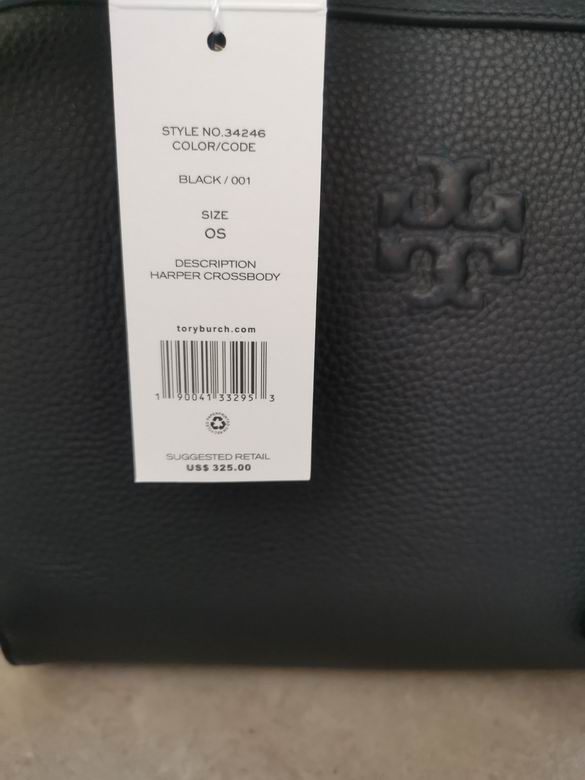 STYLE NO.34246
COLOR/CODE
BLACK / 001
SIZE
OS
DESCRIPTION
HARPER CROSSBODY
toryburch.com
1 90041 33295 3
SUGGESTED RETAIL
US$ 325.00